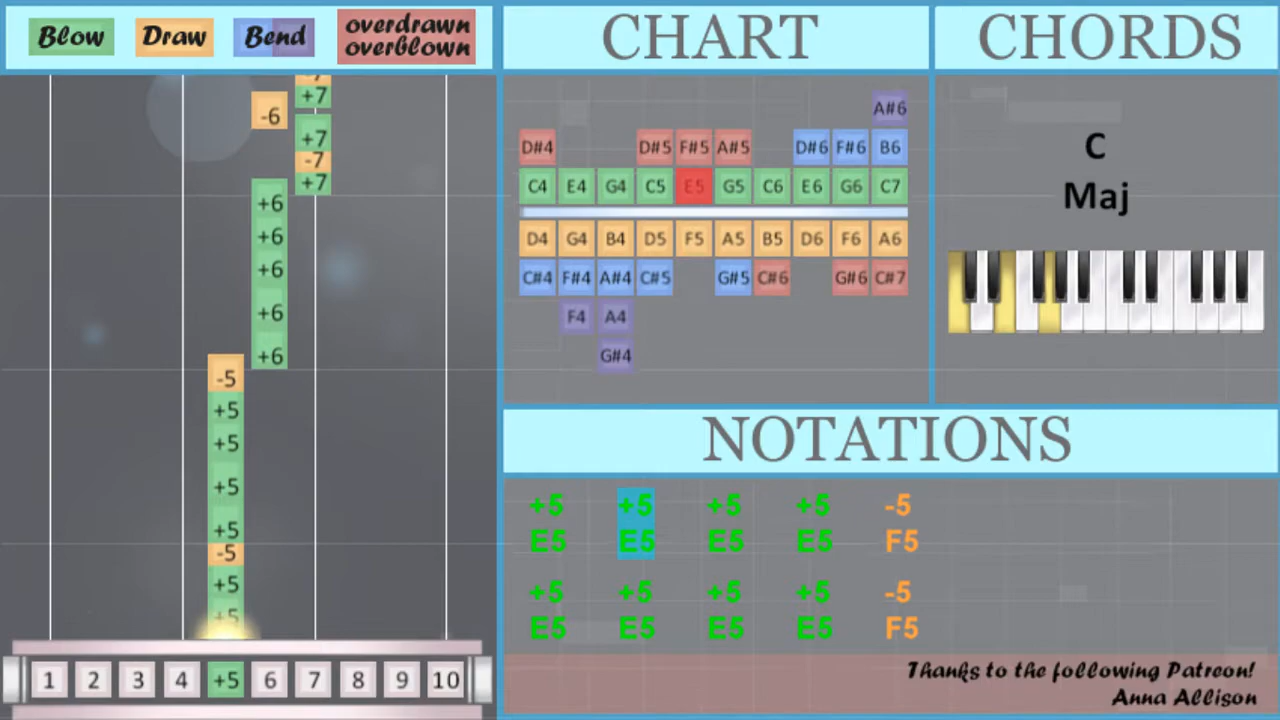 Blow Draw Bend overdrawn
overblown
CHART
CHORDS
-7
+7
-6
+7
-7
+7
+6
+6
+6
+6
+6
-5
+5
+5
+5
+5
-5
+5
+5
1 2 3 4 +5 6 7 8 9 10
A#6
D#4 D#5 F#5 A#5 D#6 F#6 B6
C4 E4 G4 C5 E5 G5 C6 E6 G6 C7
D4 G4 B4 D5 F5 A5 B5 D6 F6 A6
C#4 F#4 A#4 C#5 G#5 C#6 G#6 C#7
F4 A4
G#4
C
Maj
NOTATIONS
+5 +5 +5 +5 -5
E5 E5 E5 E5 F5
+5 +5 +5 +5 -5
E5 E5 E5 E5 F5
Thanks to the following Patreon!
Anna Allison